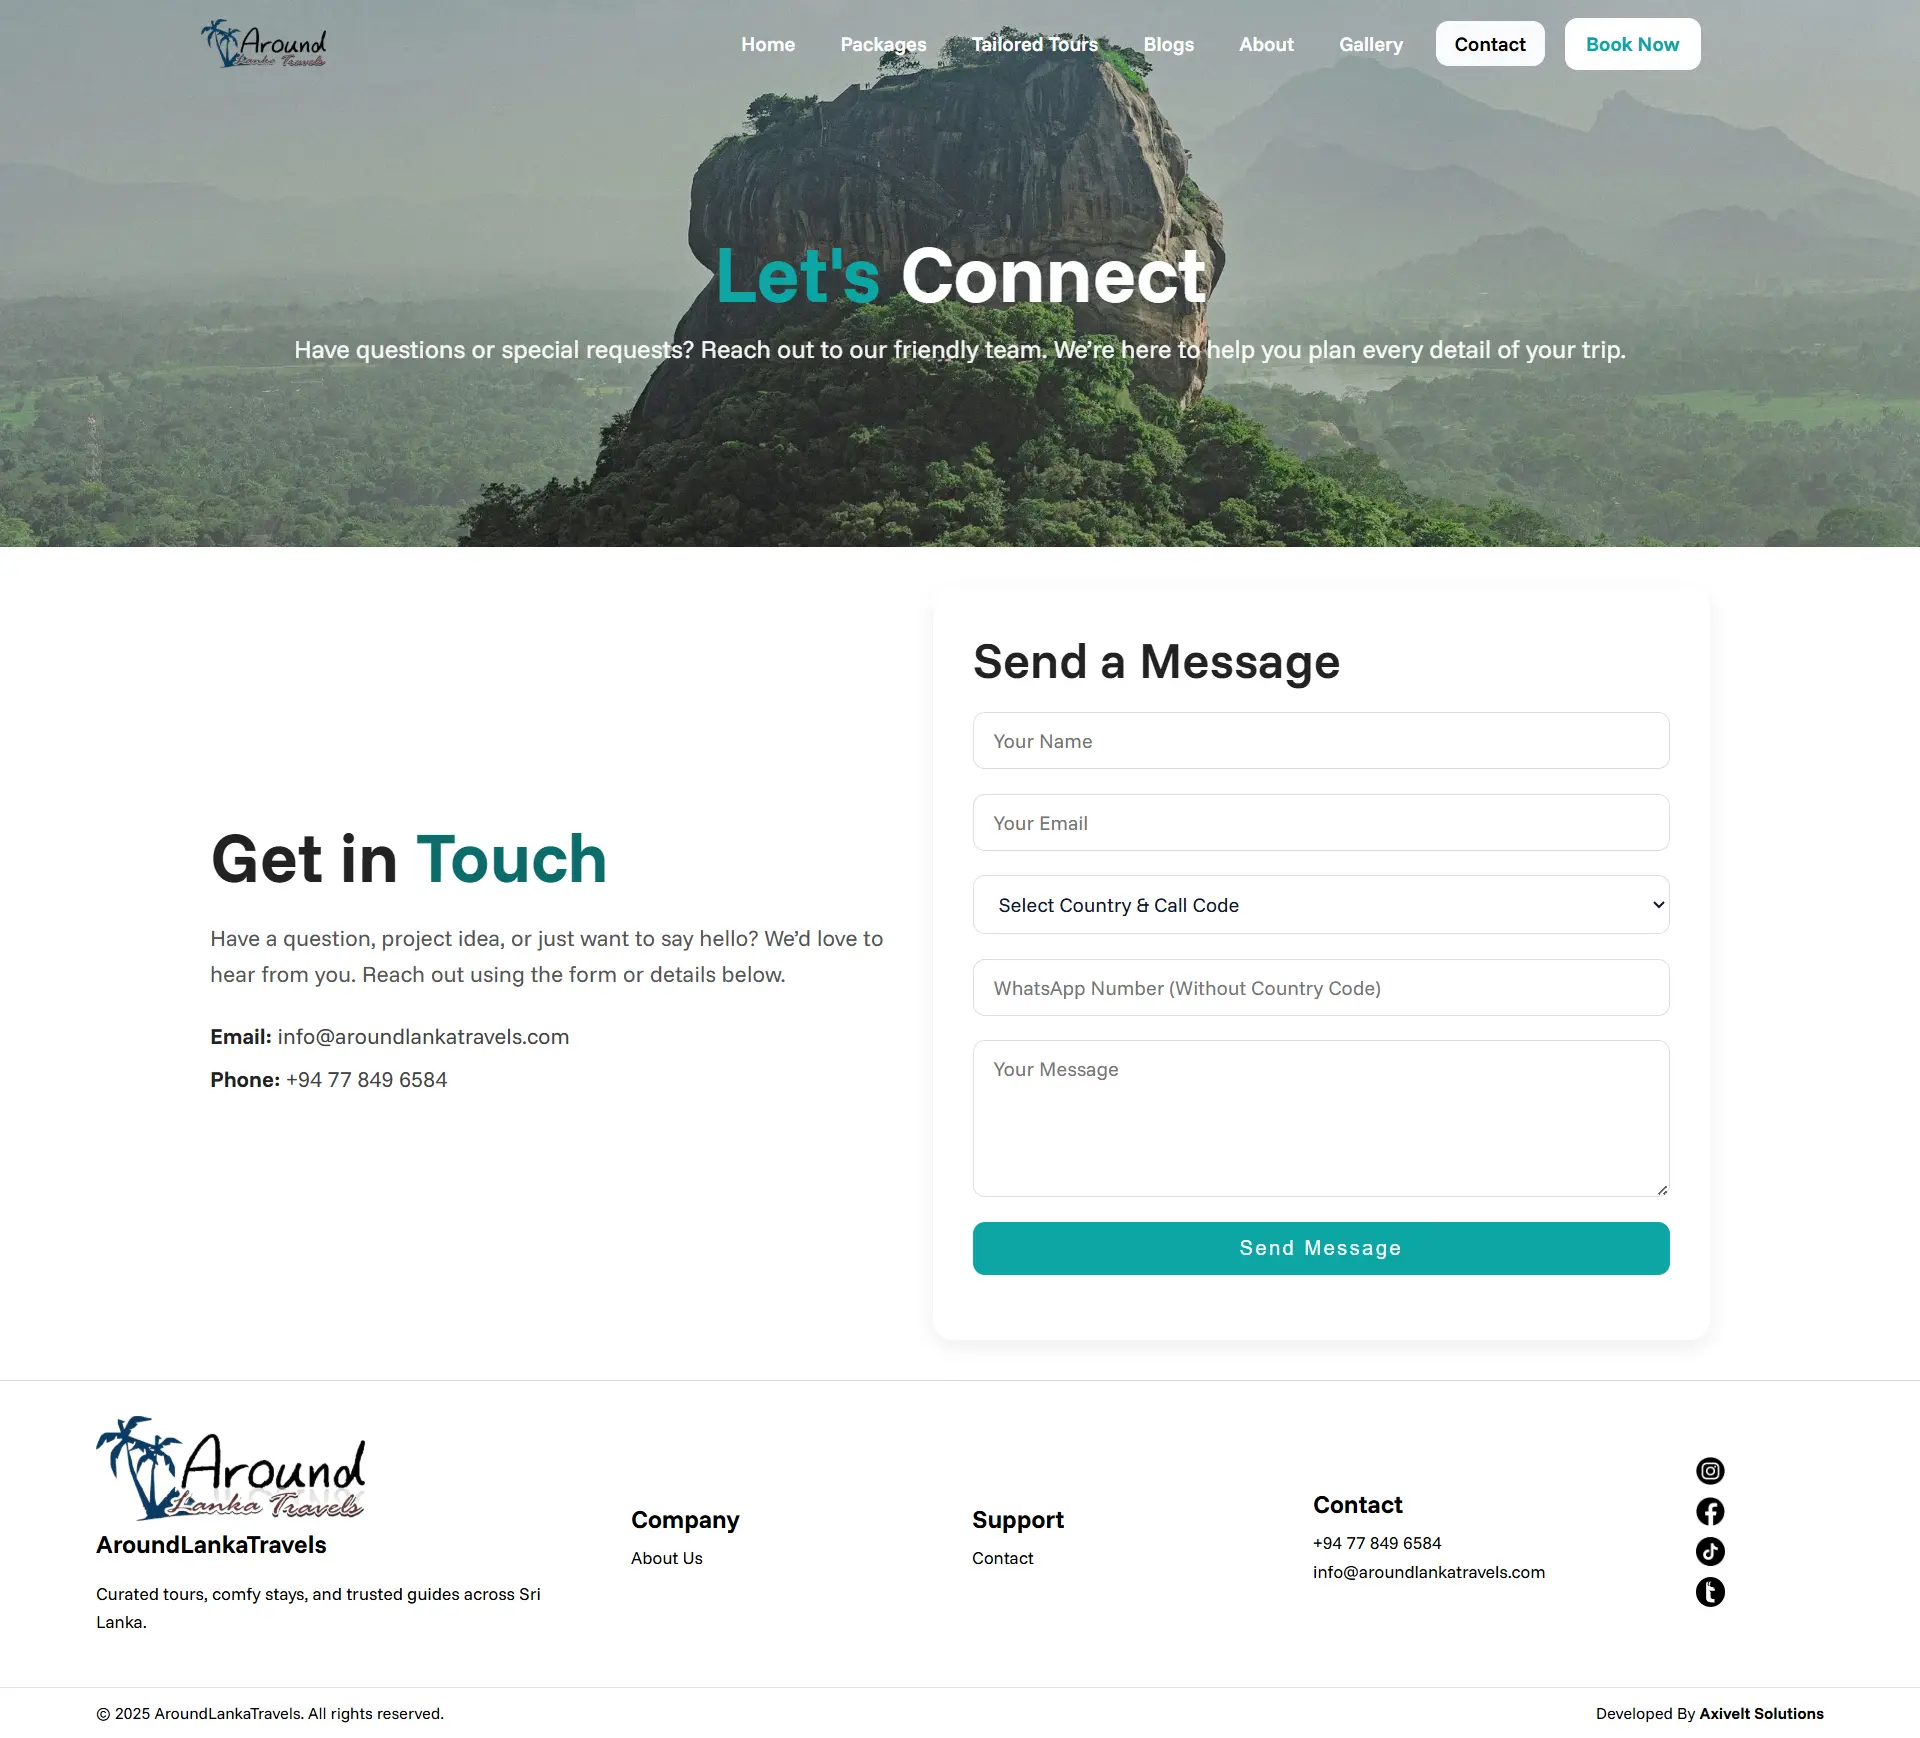 Around
Lanka Travels
Home
Packages
Tailored Tours
Blogs
About
Gallery
Contact
Book Now
Let's Connect
Have questions or special requests? Reach out to our friendly team. We’re here to help you plan every detail of your trip.
Get in Touch
Have a question, project idea, or just want to say hello? We’d love to
hear from you. Reach out using the form or details below.
Email: info@aroundlankatravels.com
Phone: +94 77 849 6584
Send a Message
Your Name
Your Email
Select Country & Call Code
WhatsApp Number (Without Country Code)
Your Message
Send Message
Around
Lanka Travels
AroundLankaTravels
Curated tours, comfy stays, and trusted guides across Sri
Lanka.
Company
About Us
Support
Contact
Contact
+94 77 849 6584
info@aroundlankatravels.com
© 2025 AroundLankaTravels. All rights reserved.
Developed By Axivelt Solutions